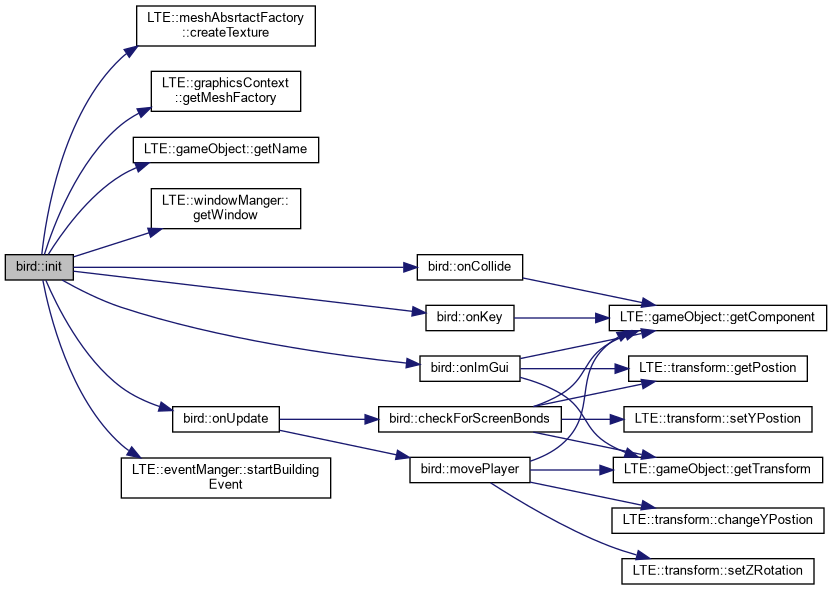 LTE::meshAbsrtactFactory
::createTexture
LTE::graphicsContext
::getMeshFactory
LTE::gameObject::getName
LTE::windowManger::
getWindow
bird::init
bird::onCollide
bird::onKey
LTE::gameObject::getComponent
bird::onImGui
LTE::transform::getPostion
bird::onUpdate
bird::checkForScreenBonds
LTE::transform::setYPostion
LTE::eventManger::startBuilding
Event
bird::movePlayer
LTE::gameObject::getTransform
LTE::transform::changeYPostion
LTE::transform::setZRotation